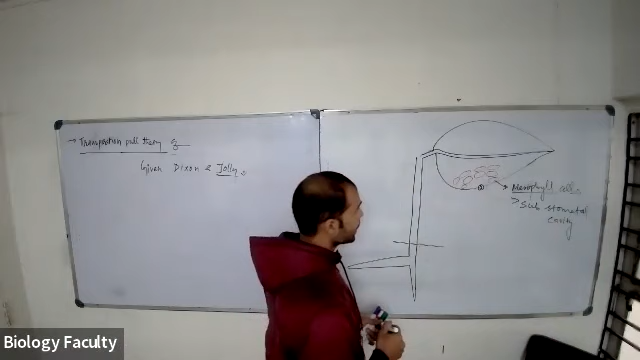 → Transpiration pull theory
Given Dixon & Jolly.
→ Mesophyll cells
→ Sub stomatal
cavity
Biology Faculty